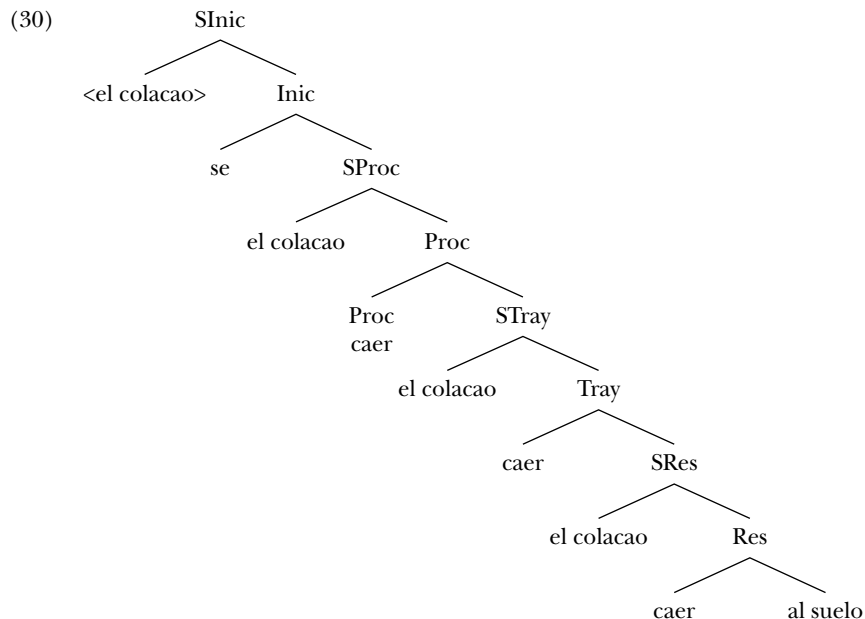 (30) SInic
<el colacao> Inic
se SProc
el colacao Proc
Proc STray
caer
el colacao Tray
caer SRes
el colacao Res
caer al suelo